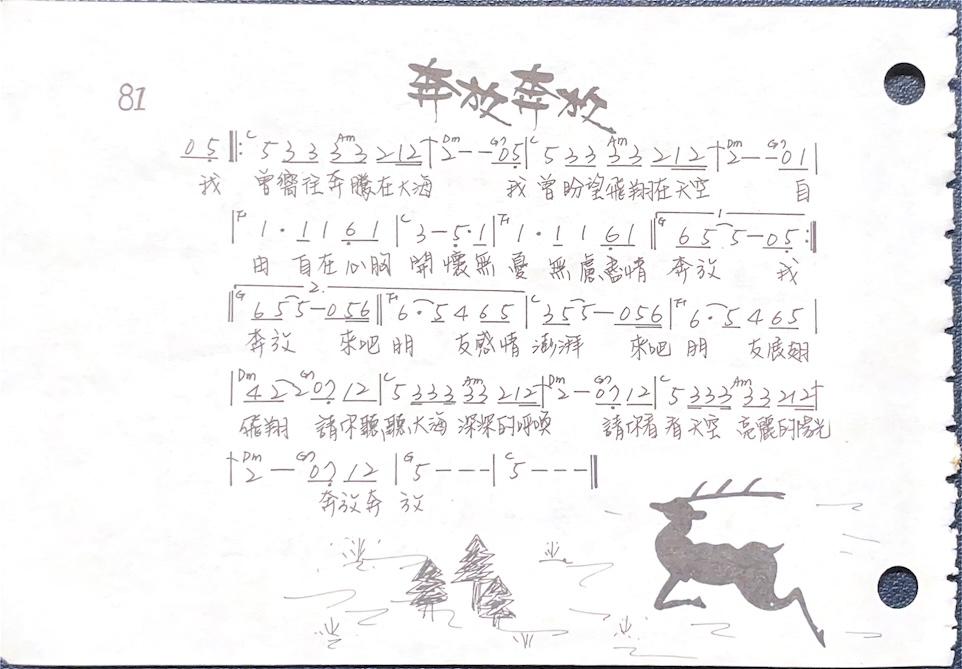 奔放奔放
81
0 5 ‖: C 5 3 3 Am 3 3 2 1 2 | Dm 2 - - G7 0 5 | C 5 3 3 Am 3 3 2 1 2 | Dm 2 - - G7 0 1 |
我 曾嚮往奔騰在大海 我 曾盼望飛翔在天空 自
| F 1 · 1 1 6 1 | C 3 - 5 · 1 | F 1 · 1 1 6 1 ‖ G 1. 6 5 5 - 0 5 :‖
由 自在心胸 開懷無憂 無慮盡情 奔放 我
‖ G 2. 6 5 5 - 0 5 6 ‖ F 6 · 5 4 6 5 | C 3 5 5 - 0 5 6 | F 6 · 5 4 6 5 |
奔放 來吧 朋 友感情 澎湃 來吧 朋 友展翅
| Dm 4 2 2 G7 0 7 1 2 | C 5 3 3 3 Am 3 3 2 1 2 | Dm 2 - G7 0 7 1 2 | C 5 3 3 3 Am 3 3 2 1 2 |
飛翔 請你聽聽大海 深深的呼喚 請你看看天空 亮麗的陽光
| Dm 2 - G7 0 7 1 2 | G 5 - - - | C 5 - - - ‖
奔放奔 放